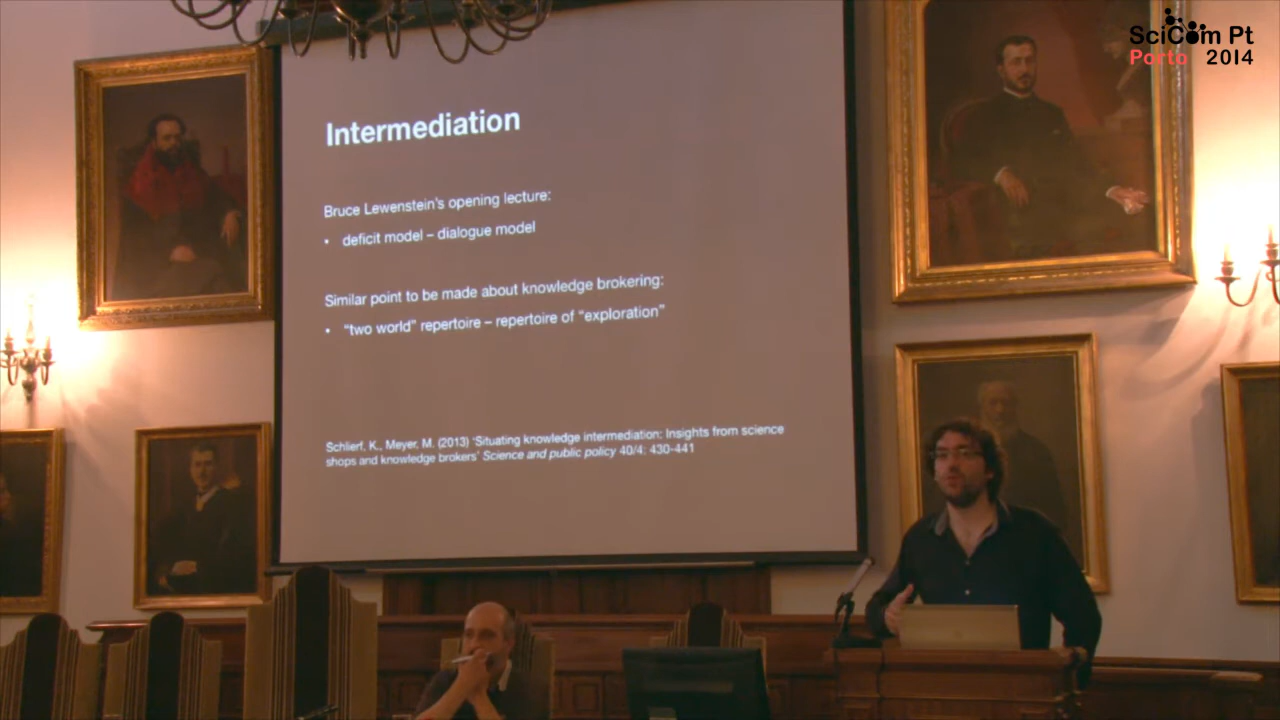 SciCom Pt
Porto 2014
Intermediation
Bruce Lewenstein's opening lecture:
• deficit model – dialogue model
Similar point to be made about knowledge brokering:
• "two world" repertoire – repertoire of "exploration"
Schlierf, K., Meyer, M. (2013) 'Situating knowledge intermediation: Insights from science
shops and knowledge brokers' Science and public policy 40/4: 430-441